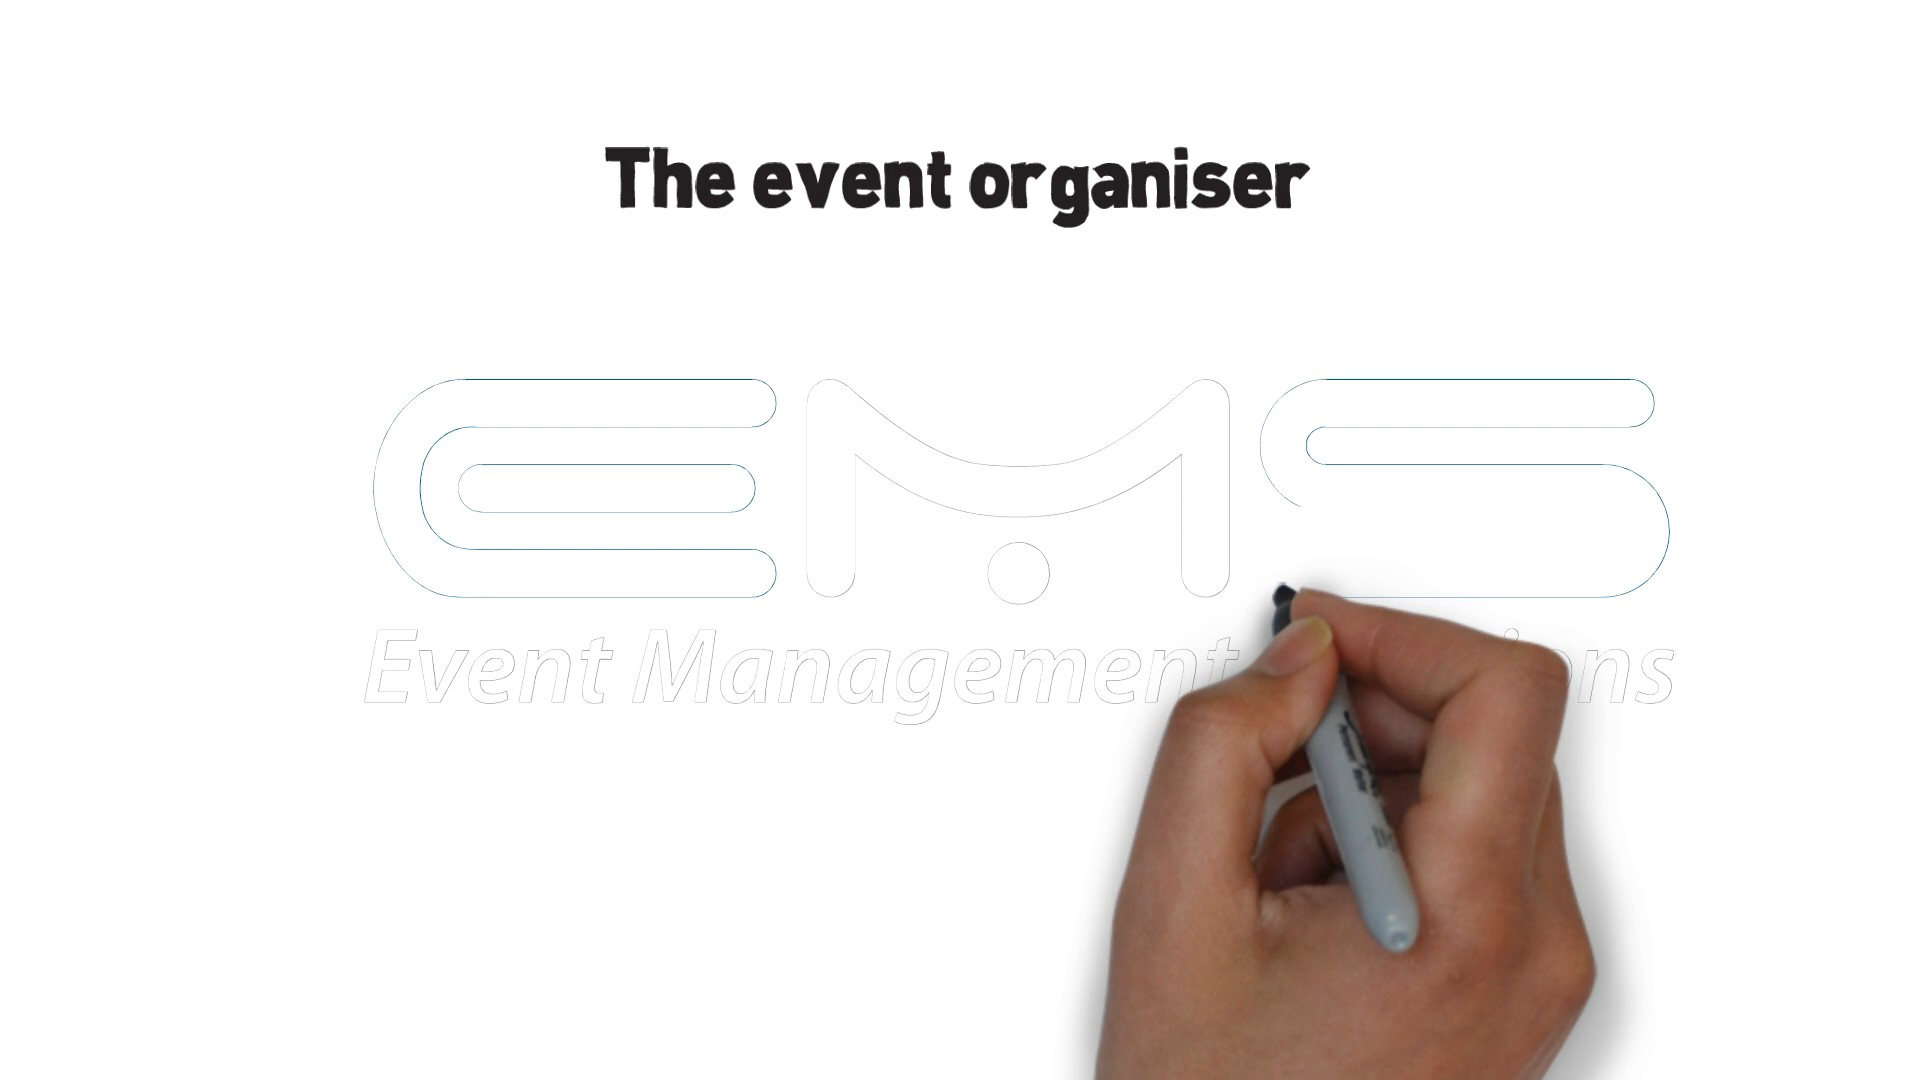 The event organiser
EMS
Event Management